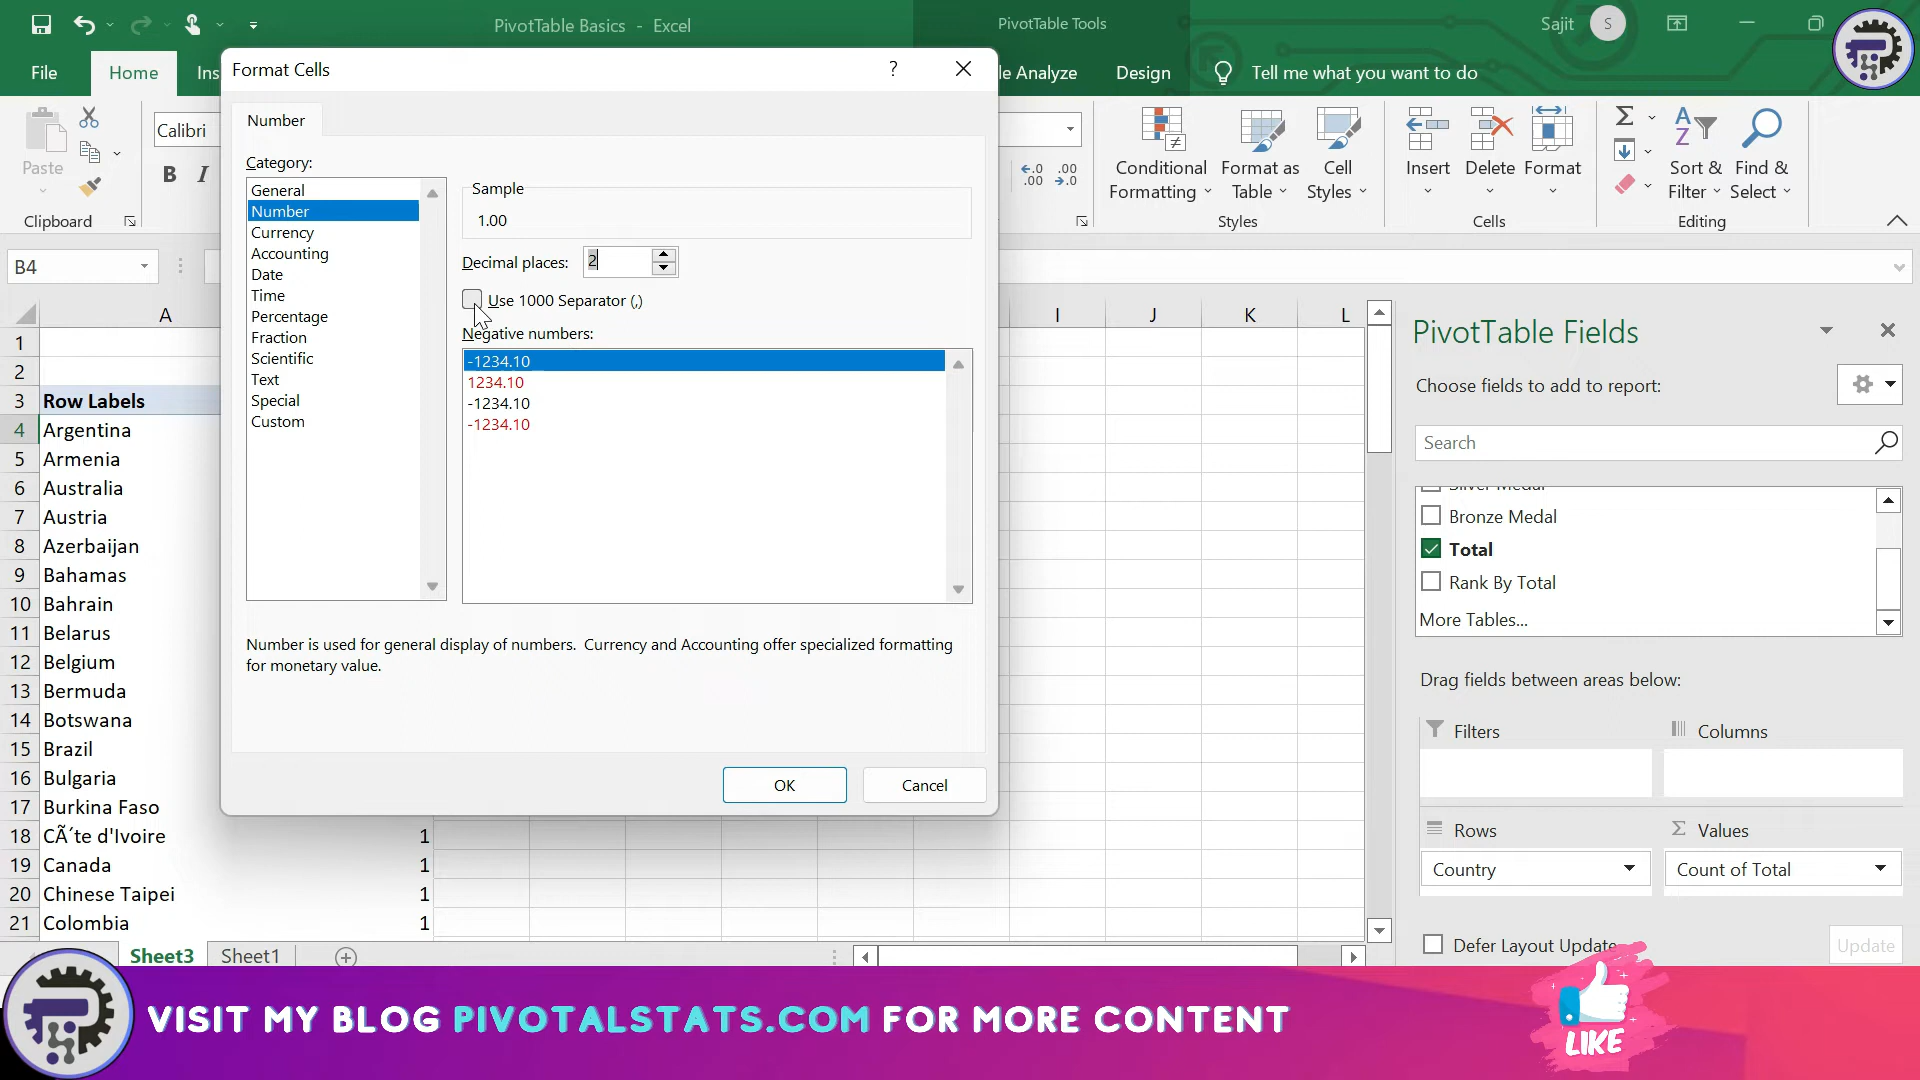 PivotTable Basics - Excel
PivotTable Tools
Sajit
S
File
Home
Ins
le Analyze
Design
Tell me what you want to do
Paste
Clipboard
Calibri
B
I
Conditional Formatting
Format as Table
Cell Styles
Styles
Insert
Delete
Format
Cells
Sort & Filter
Find & Select
Editing
B4
Format Cells
?
Number
Category:
General
Number
Currency
Accounting
Date
Time
Percentage
Fraction
Scientific
Text
Special
Custom
Sample
1.00
Decimal places: 2
Use 1000 Separator (,)
Negative numbers:
-1234.10
1234.10
-1234.10
-1234.10
Number is used for general display of numbers. Currency and Accounting offer specialized formatting
for monetary value.
OK
Cancel
A
I
J
K
L
1
2
3 Row Labels
4 Argentina
5 Armenia
6 Australia
7 Austria
8 Azerbaijan
9 Bahamas
10 Bahrain
11 Belarus
12 Belgium
13 Bermuda
14 Botswana
15 Brazil
16 Bulgaria
17 Burkina Faso
18 CÃ´te d'Ivoire 1
19 Canada 1
20 Chinese Taipei 1
21 Colombia 1
Sheet3
Sheet1
PivotTable Fields
Choose fields to add to report:
Search
Silver Medal
Bronze Medal
Total
Rank By Total
More Tables...
Drag fields between areas below:
Filters
Columns
Rows
Values
Country
Count of Total
Defer Layout Update
Update
VISIT MY BLOG PIVOTALSTATS.COM FOR MORE CONTENT
LIKE